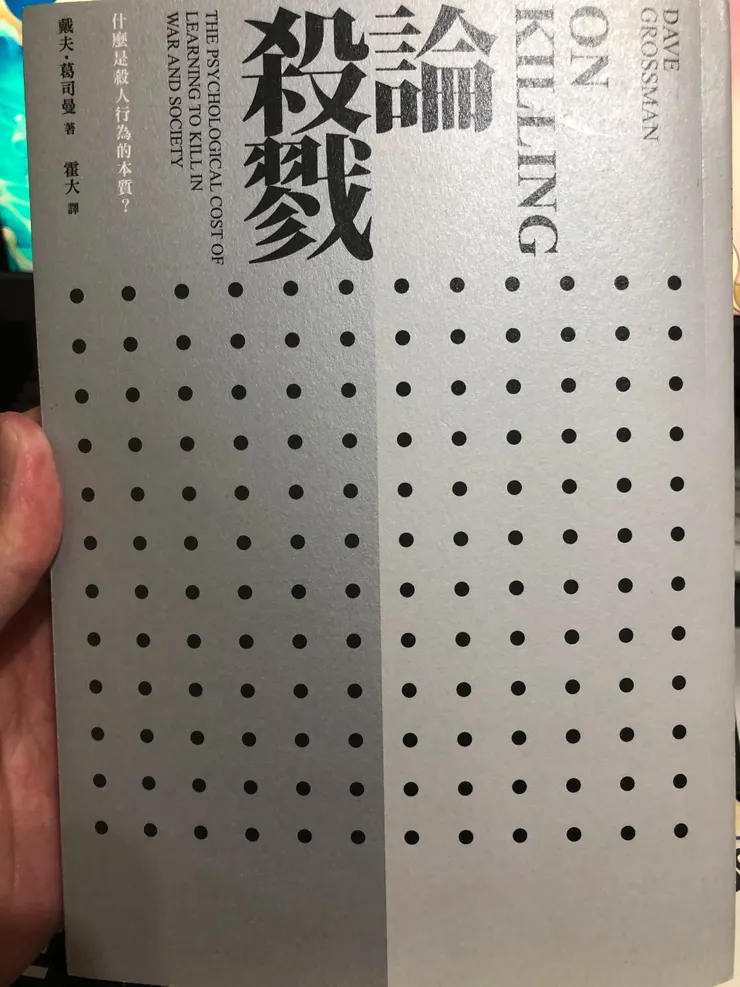 DAVE
GROSSMAN
ON
KILLING
論
殺戮
THE PSYCHOLOGICAL COST OF
LEARNING TO KILL IN
WAR AND SOCIETY
什麼是殺人行為的本質？
戴夫・葛司曼 著
霍大 譯